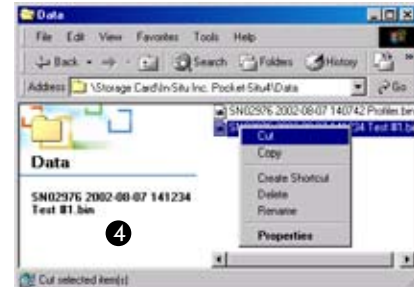 Data
File Edit View Favorites Tools Help
Back Search Folders History »
Address \Storage Card\In-Situ Inc. Pocket-Situ4\Data Go
SN02976 2002-08-07 140742 Profiles.bin
Data
SN02976 2002-08-07 141234
Test #1.bin
Cut
Copy
Create Shortcut
Delete
Rename
Properties
4
Cut selected item(s)